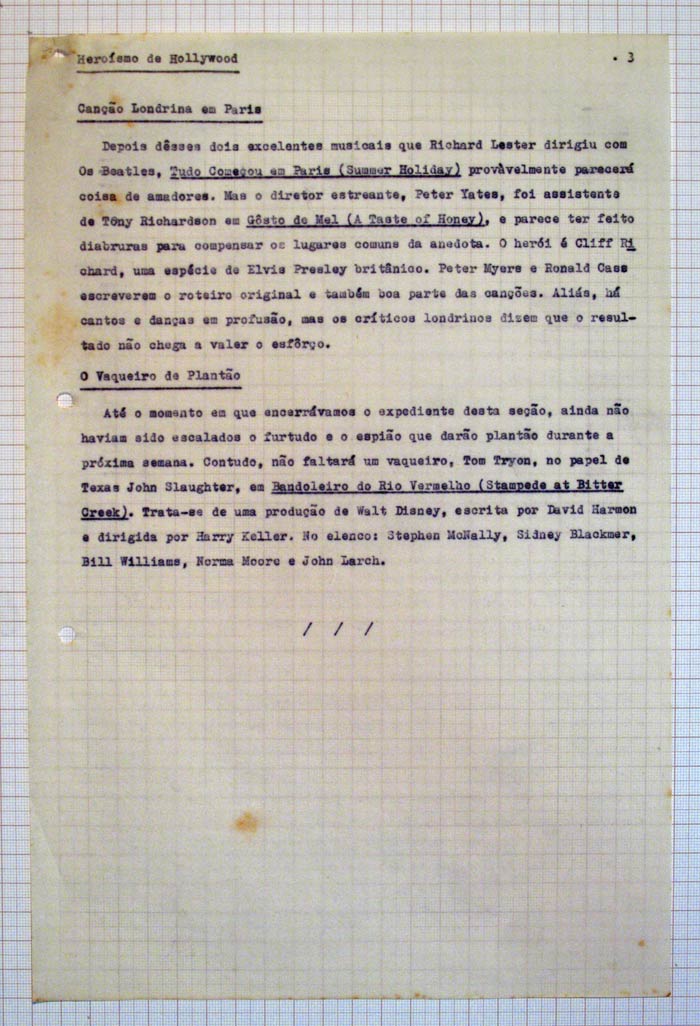 Heroísmo de Hollywood . 3
Canção Londrina em Paris
Depois dêsses dois excelentes musicais que Richard Lester dirigiu com
Os Beatles, Tudo Começou em Paris (Summer Holiday) provàvelmente parecerá
coisa de amadores. Mas o diretor estreante, Peter Yates, foi assistente
de Tôny Richardson em Gôsto de Mel (A Taste of Honey), e parece ter feito
diabruras para compensar os lugares comuns da anedota. O herói é Cliff Ri
chard, uma espécie de Elvis Presley britânico. Peter Myers e Ronald Cass
escreverem o roteiro original e também boa parte das canções. Aliás, há
cantos e danças em profusão, mas os críticos londrinos dizem que o resul-
tado não chega a valer o esfôrço.
O Vaqueiro de Plantão
Até o momento em que encerrávamos o expediente desta seção, ainda não
haviam sido escalados o furtudo e o espião que darão plantão durante a
próxima semana. Contudo, não faltará um vaqueiro, Tom Tryon, no papel de
Texas John Slaughter, em Bandoleiro do Rio Vermelho (Stampede at Bitter
Creek). Trata-se de uma produção de Walt Disney, escrita por David Harmon
e dirigida por Harry Keller. No elenco: Stephen McNally, Sidney Blackmer,
Bill Williams, Norma Moore e John Larch.
/ / /